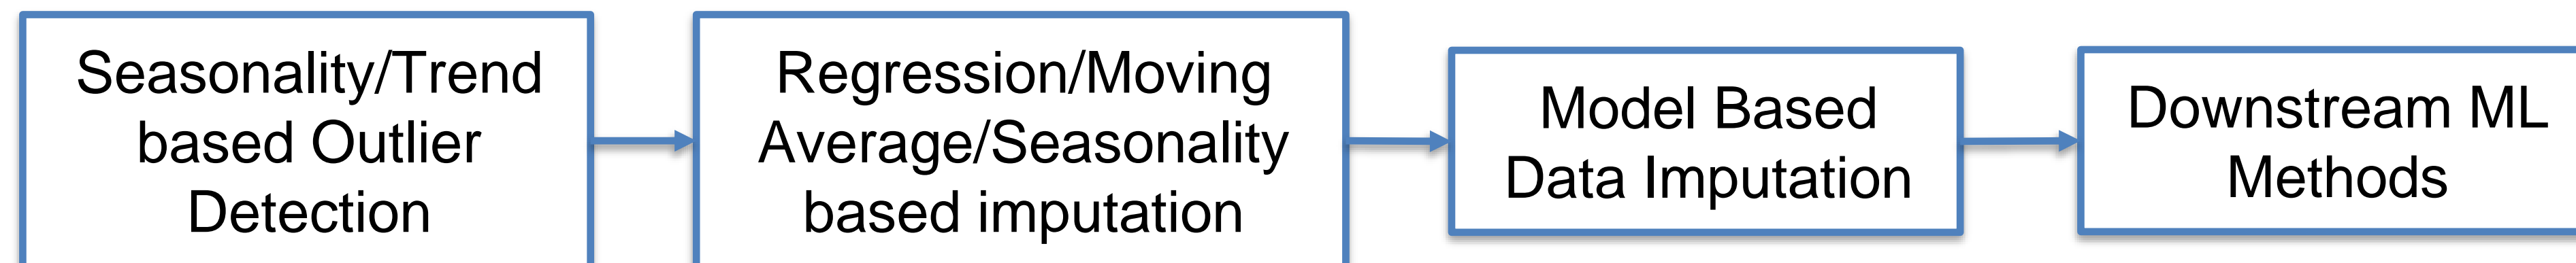 Seasonality/Trend
based Outlier
Detection
Regression/Moving
Average/Seasonality
based imputation
Model Based
Data Imputation
Downstream ML
Methods